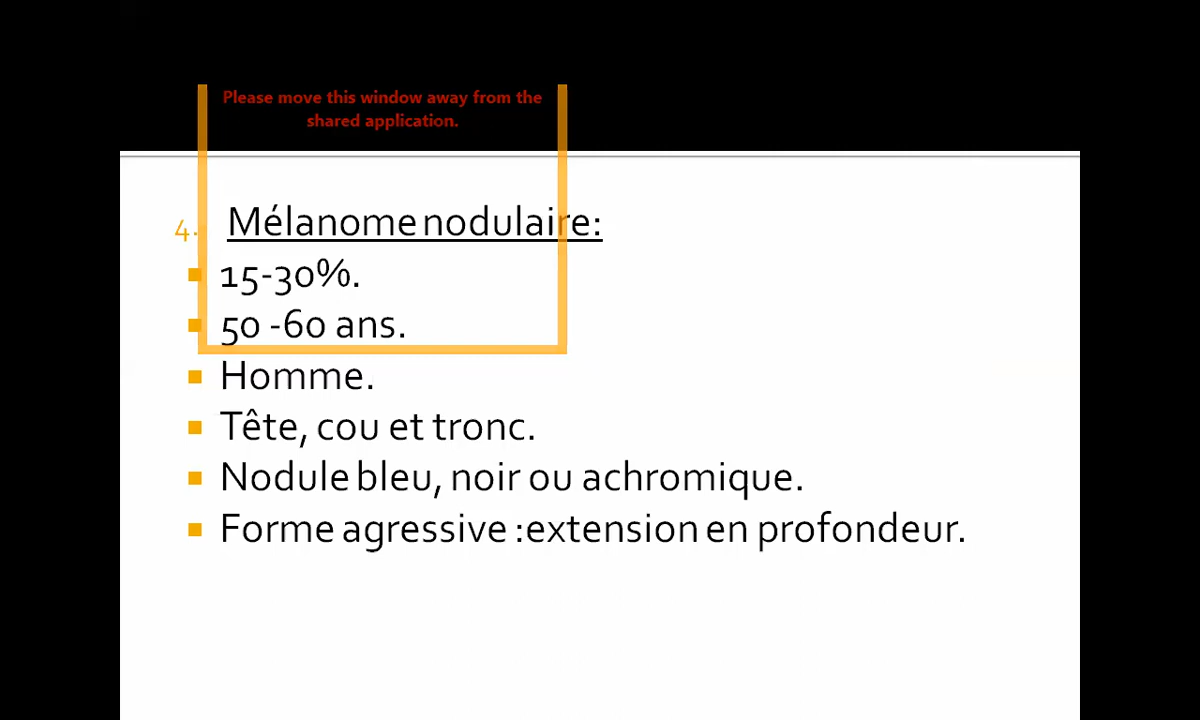 Please move this window away from the
shared application.
4. Mélanome nodulaire:
15-30%.
50 -60 ans.
Homme.
Tête, cou et tronc.
Nodule bleu, noir ou achromique.
Forme agressive :extension en profondeur.